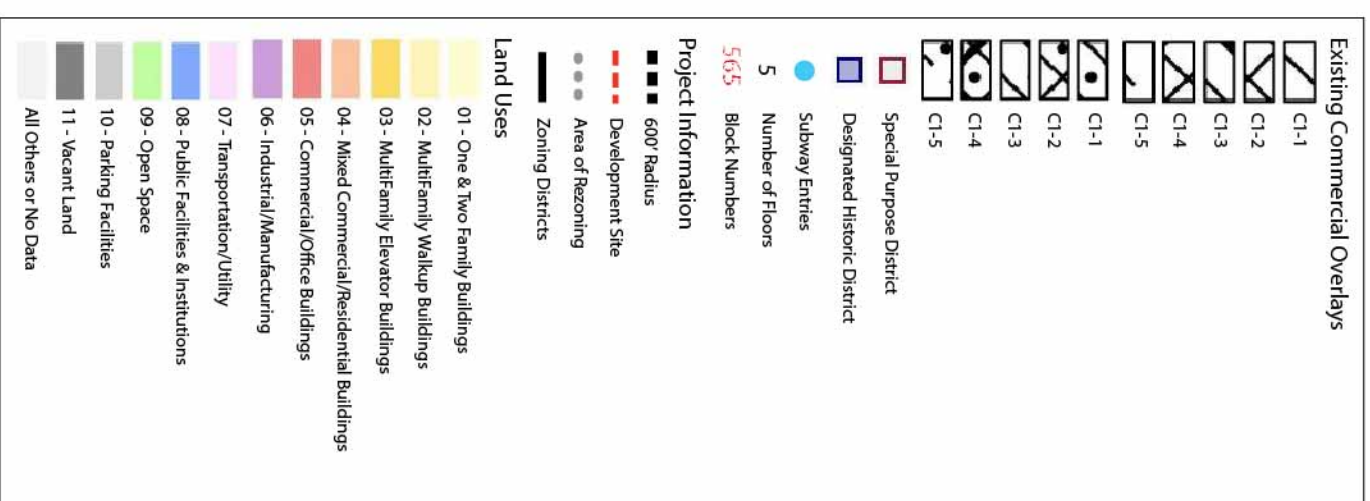 Existing Commercial Overlays
C1-1
C1-2
C1-3
C1-4
C1-5
C1-1
C1-2
C1-3
C1-4
C1-5
Special Purpose District
Designated Historic District
Subway Entries
5 Number of Floors
565 Block Numbers
Project Information
600' Radius
Development Site
Area of Rezoning
Zoning Districts
Land Uses
01 - One & Two Family Buildings
02 - MultiFamily Walkup Buildings
03 - MultiFamily Elevator Buildings
04 - Mixed Commercial/Residential Buildings
05 - Commercial/Office Buildings
06 - Industrial/Manufacturing
07 - Transportation/Utility
08 - Public Facilities & Institutions
09 - Open Space
10 - Parking Facilities
11 - Vacant Land
All Others or No Data